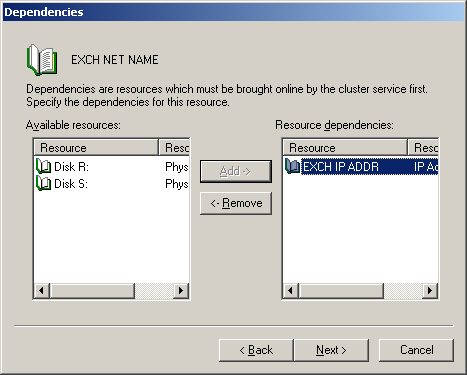 Dependencies
EXCH NET NAME
Dependencies are resources which must be brought online by the cluster service first.
Specify the dependencies for this resource.
Available resources:
Resource Resc
Disk R: Phys
Disk S: Phys
Add ->
<- Remove
Resource dependencies:
Resource Resc
EXCH IP ADDR IP Ac
< Back
Next >
Cancel